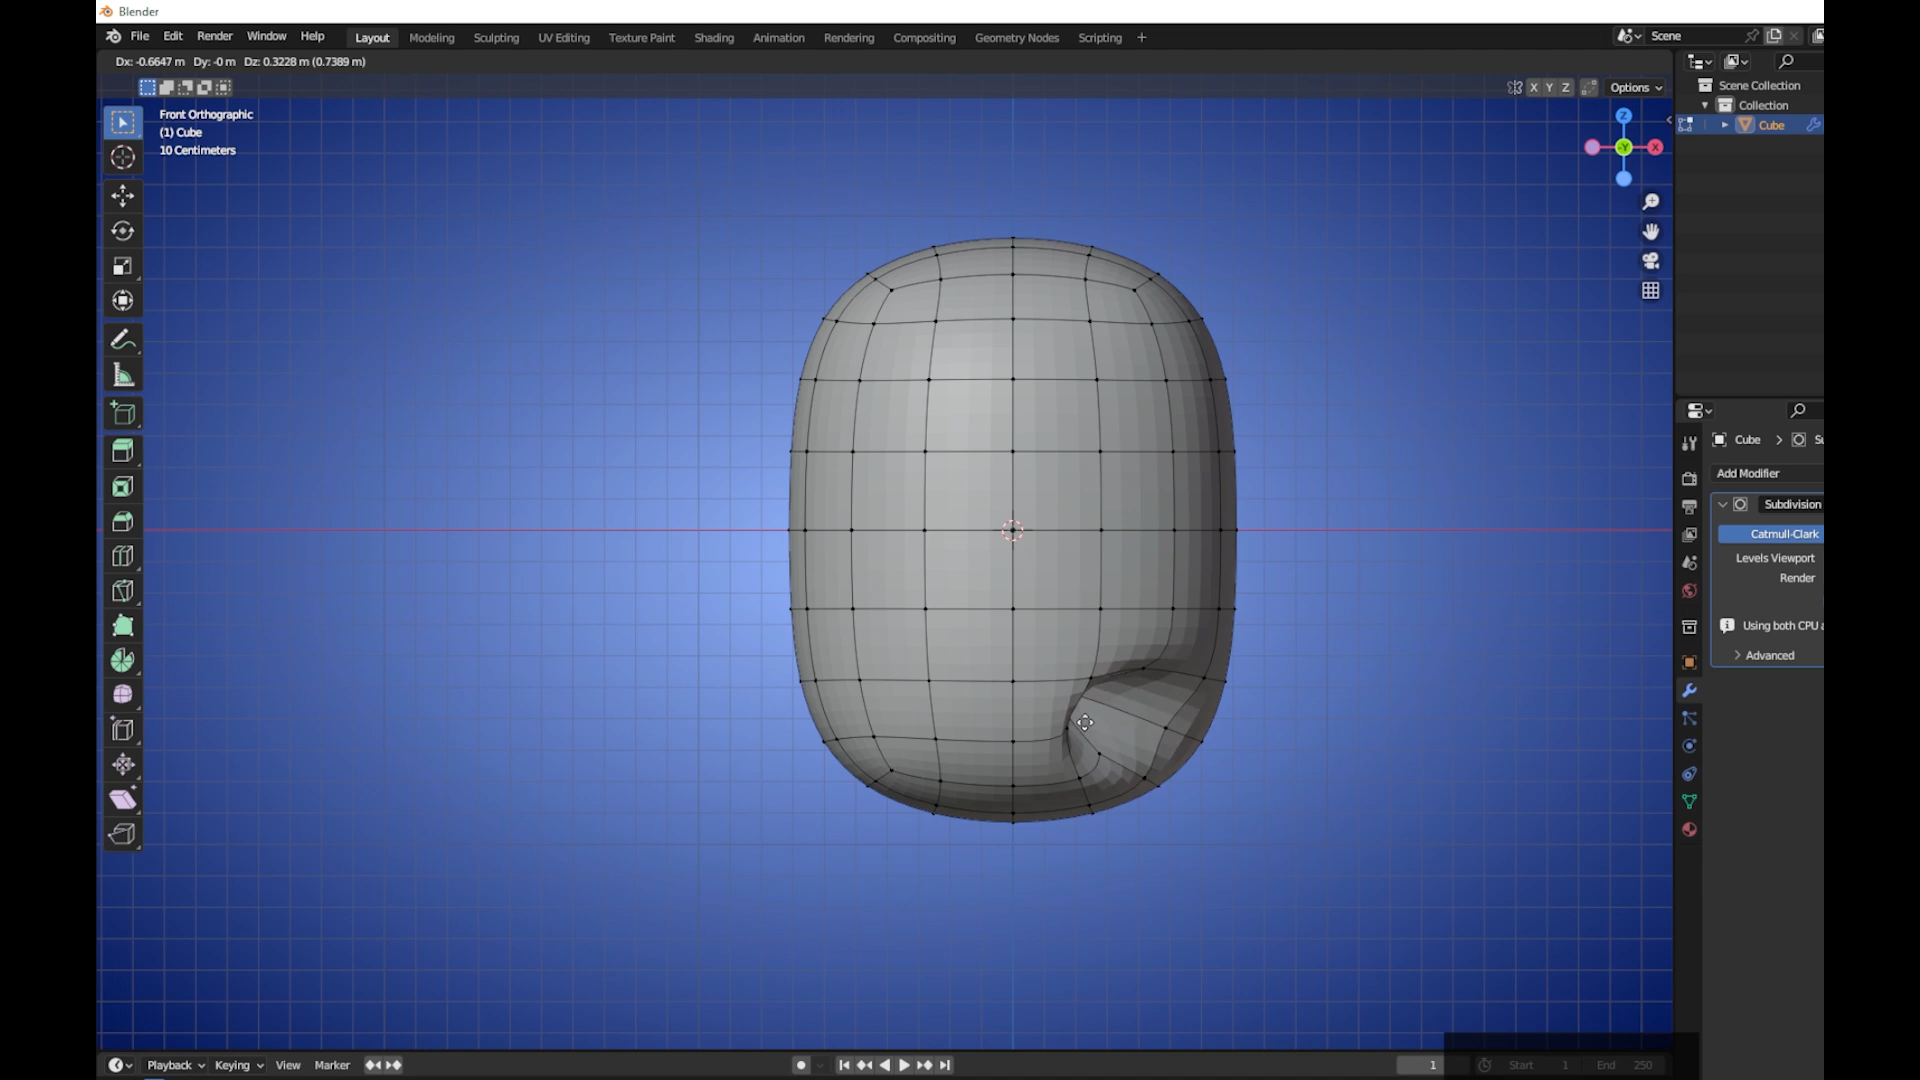 Blender
File Edit Render Window Help Layout Modeling Sculpting UV Editing Texture Paint Shading Animation Rendering Compositing Geometry Nodes Scripting + Scene
Dx: -0.6647 m Dy: -0 m Dz: 0.3228 m (0.7389 m)
X Y Z Options
Scene Collection
Collection
Cube
Front Orthographic
(1) Cube
10 Centimeters
Z
-Y X
Cube > Su
Add Modifier
Subdivision
Catmull-Clark
Levels Viewport
Render
Using both CPU a
Advanced
Playback Keying View Marker 1 Start 1 End 250